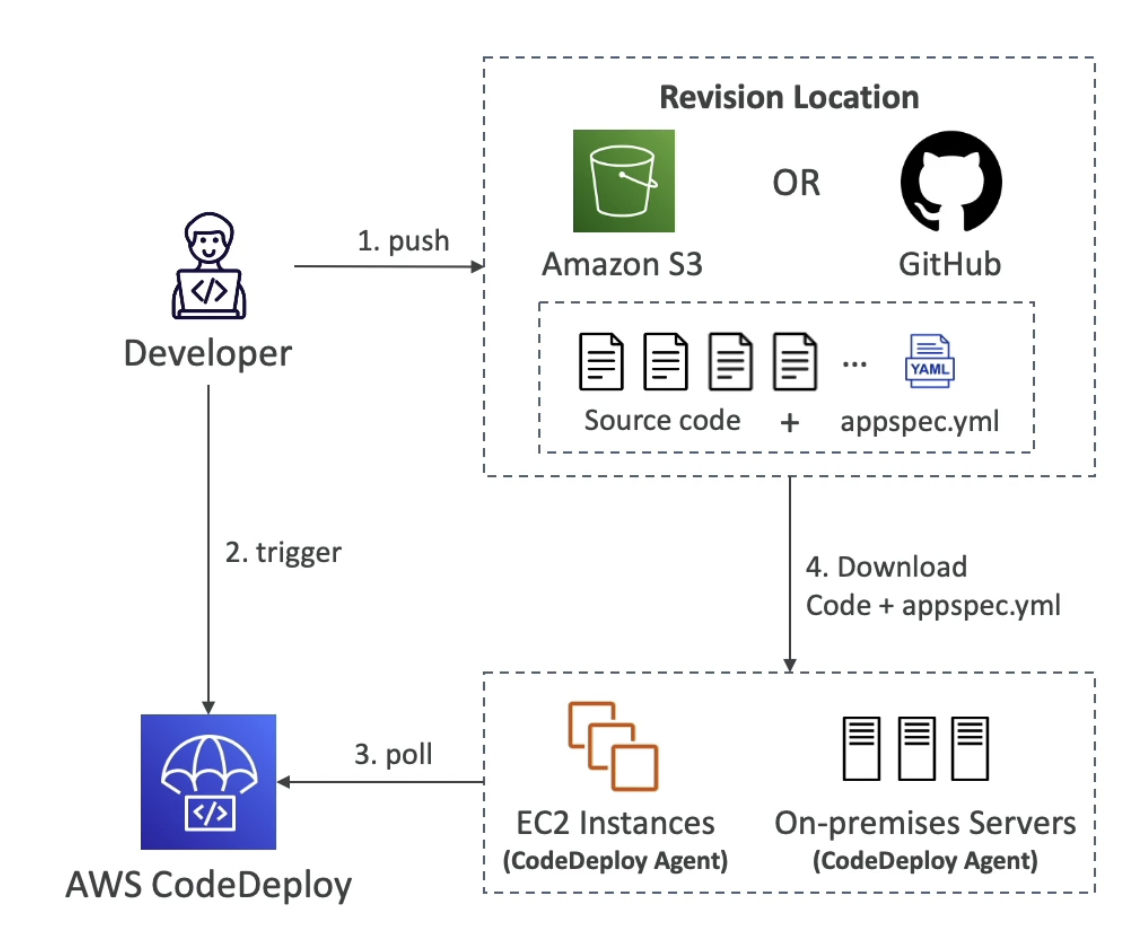 Revision Location
OR
Amazon S3
GitHub
1. push
Developer
...
YAML
Source code + appspec.yml
2. trigger
4. Download
Code + appspec.yml
3. poll
EC2 Instances
(CodeDeploy Agent)
On-premises Servers
(CodeDeploy Agent)
</> 
AWS CodeDeploy